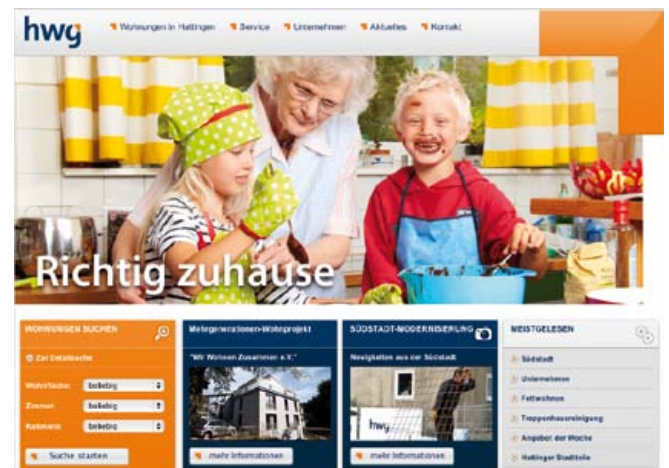 hwg
Wohnungen in Hattingen Service Unternehmen Aktuelles Kontakt
Richtig zuhause
WOHNUNGEN SUCHEN
Zur Detailsuche
Wohnfläche: beliebig
Zimmer: beliebig
Kaltmiete: beliebig
Suche starten
Mehrgenerationen-Wohnprojekt
"Wir Wohnen Zusammen e.V."
mehr Informationen
SÜDSTADT-MODERNISIERUNG
Neuigkeiten aus der Südstadt
hwg
mehr Informationen
MEISTGELESEN
Südstadt
Unternehmen
Treppenhausreinigung
Angebot der Woche
Hattinger Stadtteile